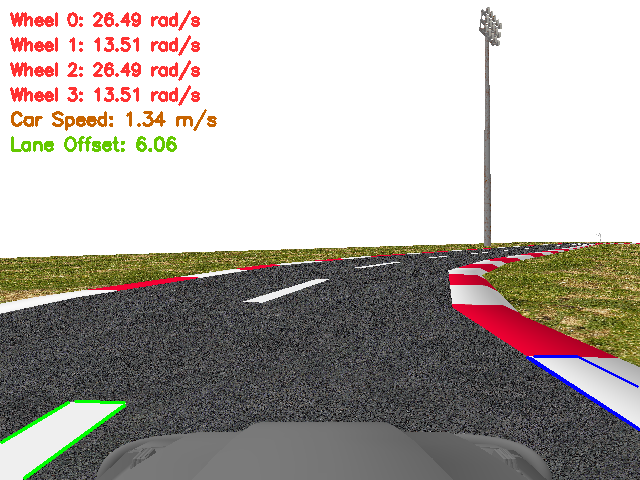 Wheel 0: 26.49 rad/s
Wheel 1: 13.51 rad/s
Wheel 2: 26.49 rad/s
Wheel 3: 13.51 rad/s
Car Speed: 1.34 m/s
Lane Offset: 6.06